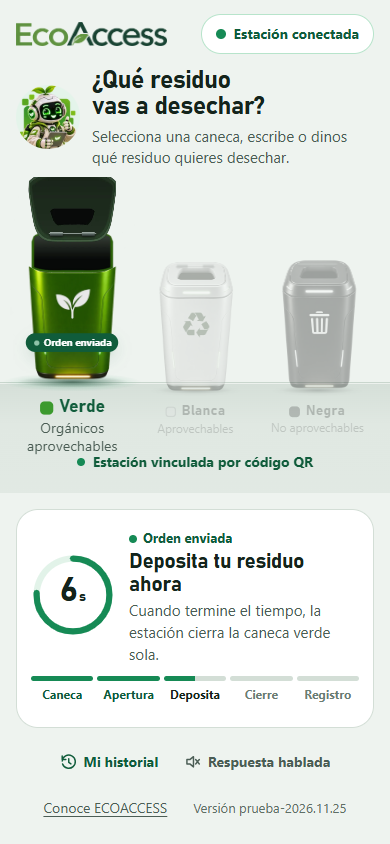 EcoAccess
Estación conectada
¿Qué residuo
vas a desechar?
Selecciona una caneca, escribe o dinos
qué residuo quieres desechar.
Orden enviada
Verde
Orgánicos
aprovechables
Blanca
Aprovechables
Negra
No aprovechables
Estación vinculada por código QR
Orden enviada
Deposita tu residuo
ahora
6 s
Cuando termine el tiempo, la
estación cierra la caneca verde
sola.
Caneca
Apertura
Deposita
Cierre
Registro
Mi historial
Respuesta hablada
Conoce ECOACCESS
Versión prueba-2026.11.25